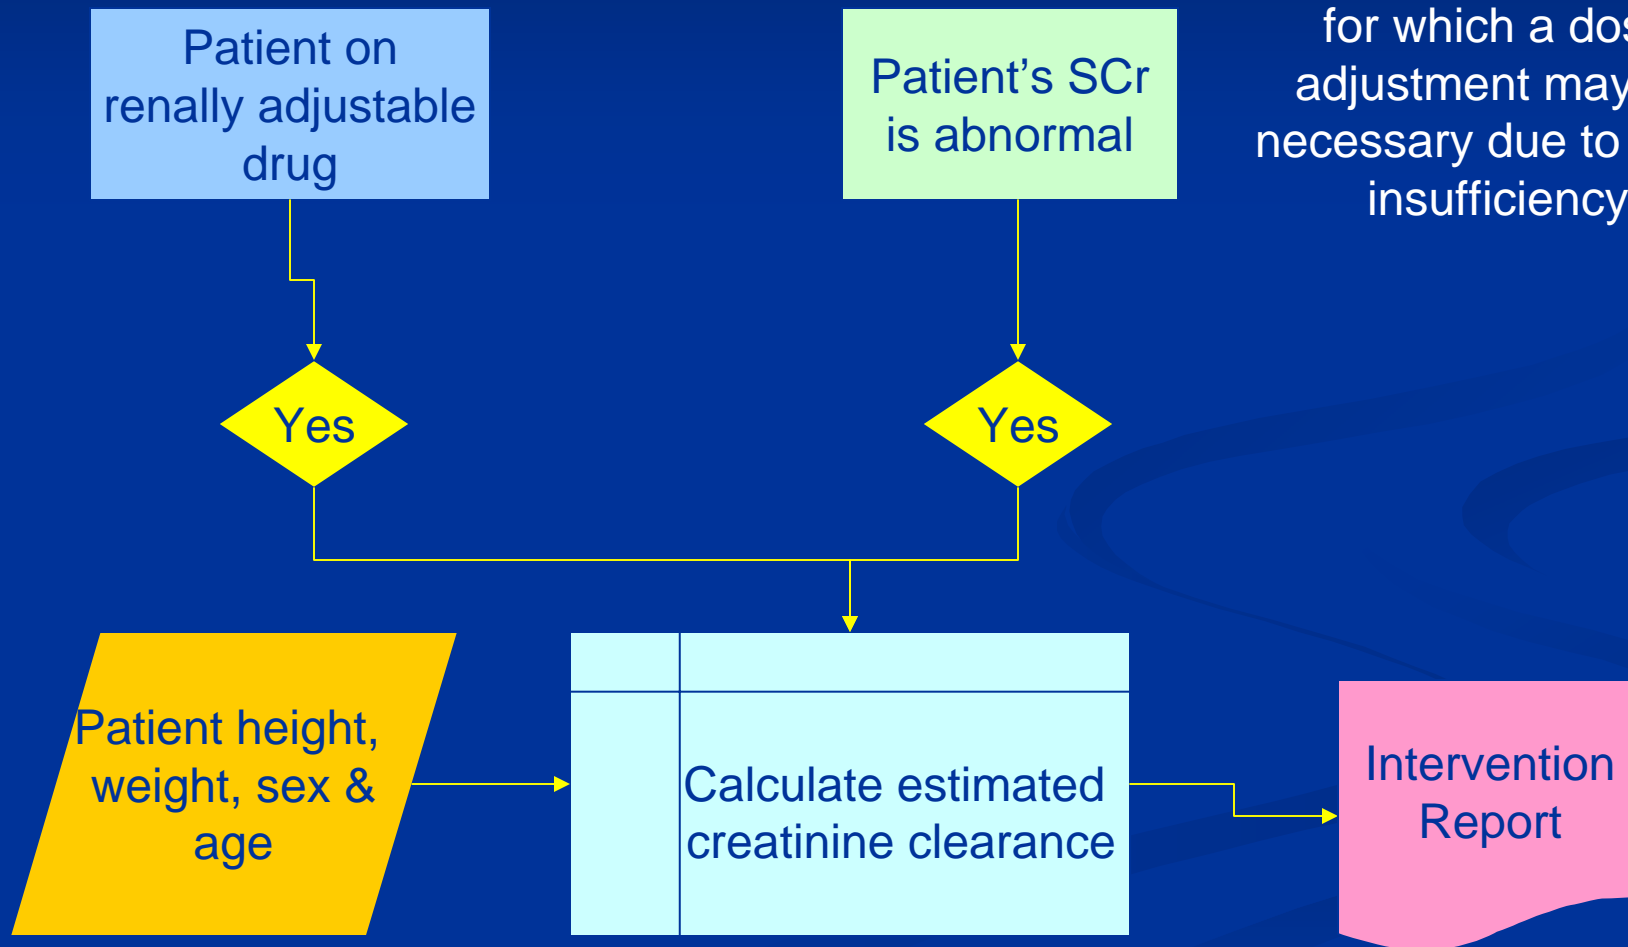 Patient on
renally adjustable
drug
Patient’s SCr
is abnormal
for which a
adjustment may
necessary due to
insufficiency
Yes
Yes
Patient height,
weight, sex &
age
Calculate estimated
creatinine clearance
Intervention
Report